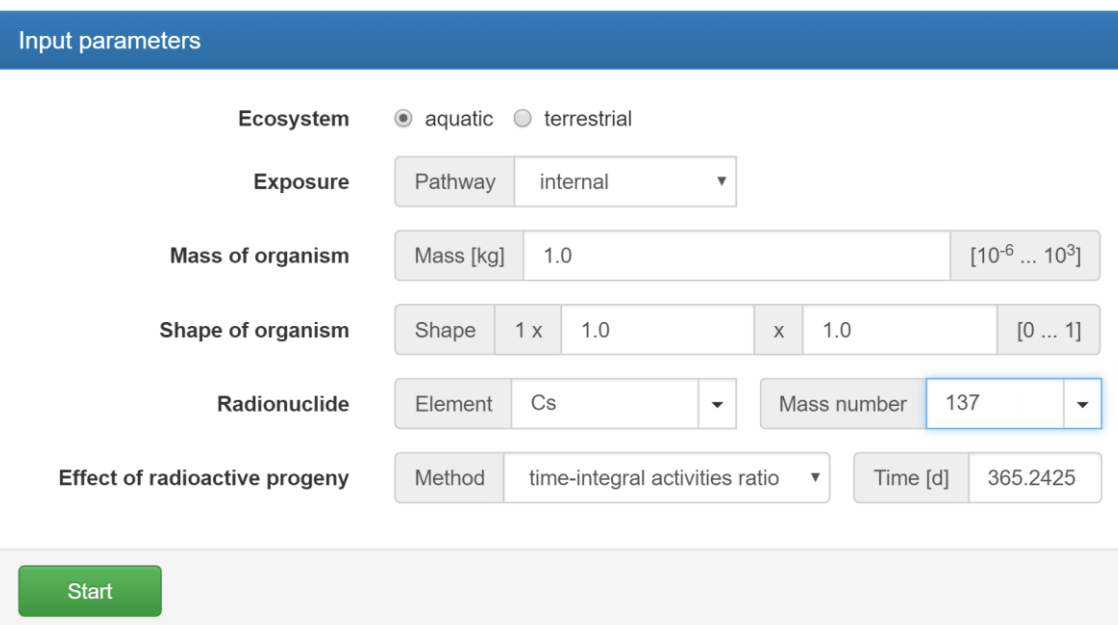 Input parameters
Ecosystem aquatic terrestrial
Exposure Pathway internal
Mass of organism Mass [kg] 1.0 [10⁻⁶ ... 10³]
Shape of organism Shape 1 x 1.0 x 1.0 [0 ... 1]
Radionuclide Element Cs Mass number 137
Effect of radioactive progeny Method time-integral activities ratio Time [d] 365.2425
Start